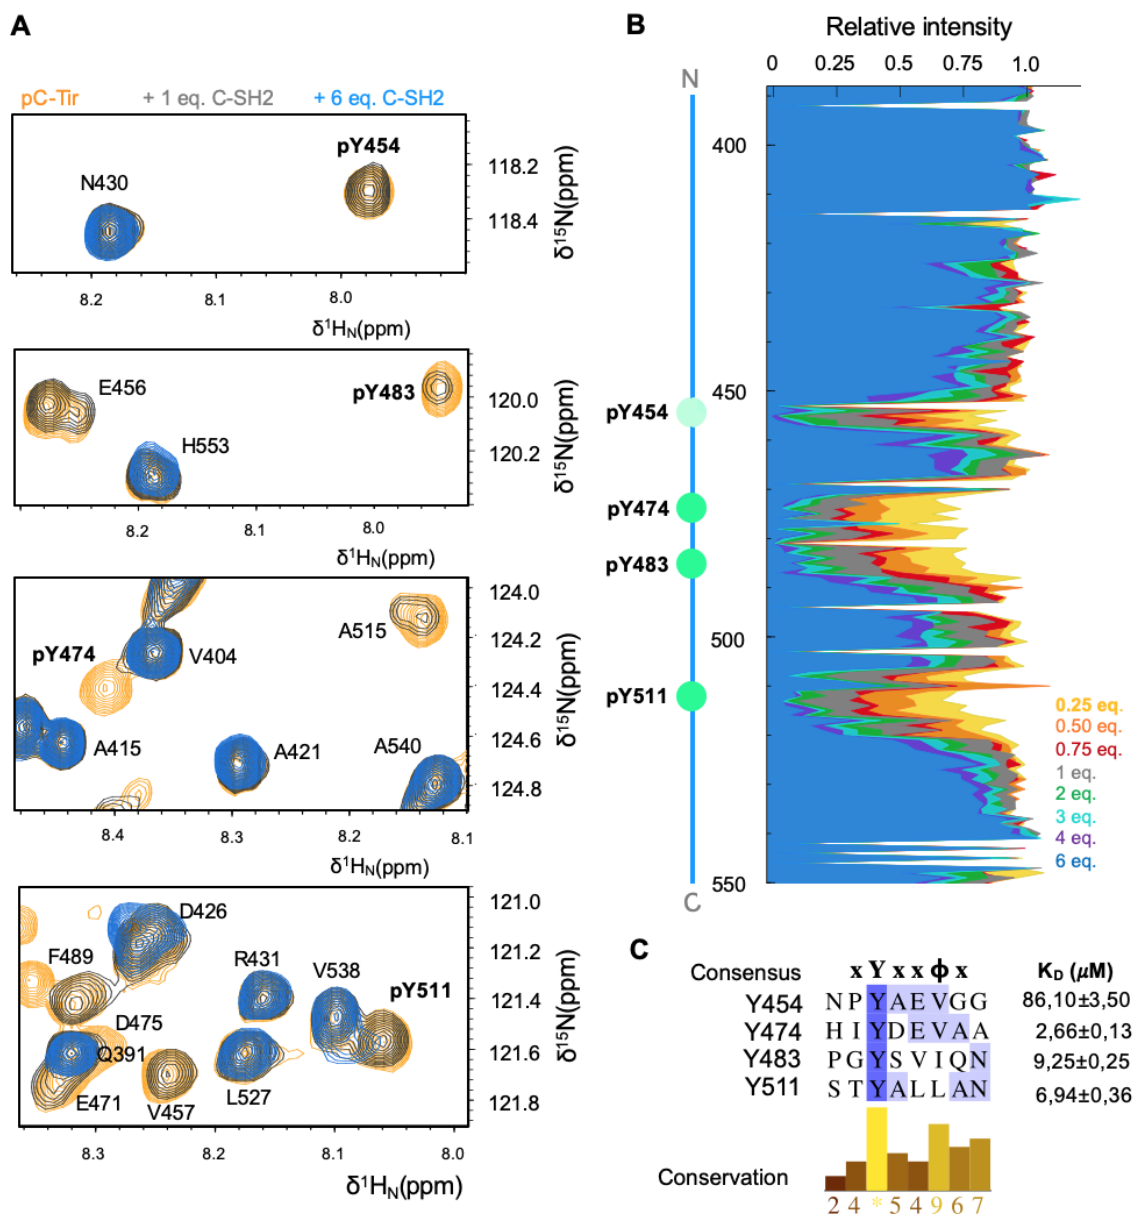 A
pC-Tir + 1 eq. C-SH2 + 6 eq. C-SH2
pY454
N430
118.2
118.4
δ15N(ppm)
8.2 8.1 8.0
δ1HN(ppm)
E456
pY483
H553
120.0
120.2
δ15N(ppm)
8.2 8.1 8.0
δ1HN(ppm)
pY474
V404
A515
A415
A421
A540
124.0
124.2
124.4
124.6
124.8
δ15N(ppm)
8.4 8.3 8.2 8.1
δ1HN(ppm)
D426
F489
R431
V538
pY511
D475
Q391
E471
V457
L527
121.0
121.2
121.4
121.6
121.8
δ15N(ppm)
8.3 8.2 8.1 8.0
δ1HN(ppm)
B
Relative intensity
0 0.25 0.5 0.75 1.0
N
400
450
500
550
pY454
pY474
pY483
pY511
C
0.25 eq.
0.50 eq.
0.75 eq.
1 eq.
2 eq.
3 eq.
4 eq.
6 eq.
C
Consensus x Y x x ϕ x KD (μM)
Y454 N P Y A E V G G 86,10±3,50
Y474 H I Y D E V A A 2,66±0,13
Y483 P G Y S V I Q N 9,25±0,25
Y511 S T Y A L L A N 6,94±0,36
Conservation
2 4 * 5 4 9 6 7